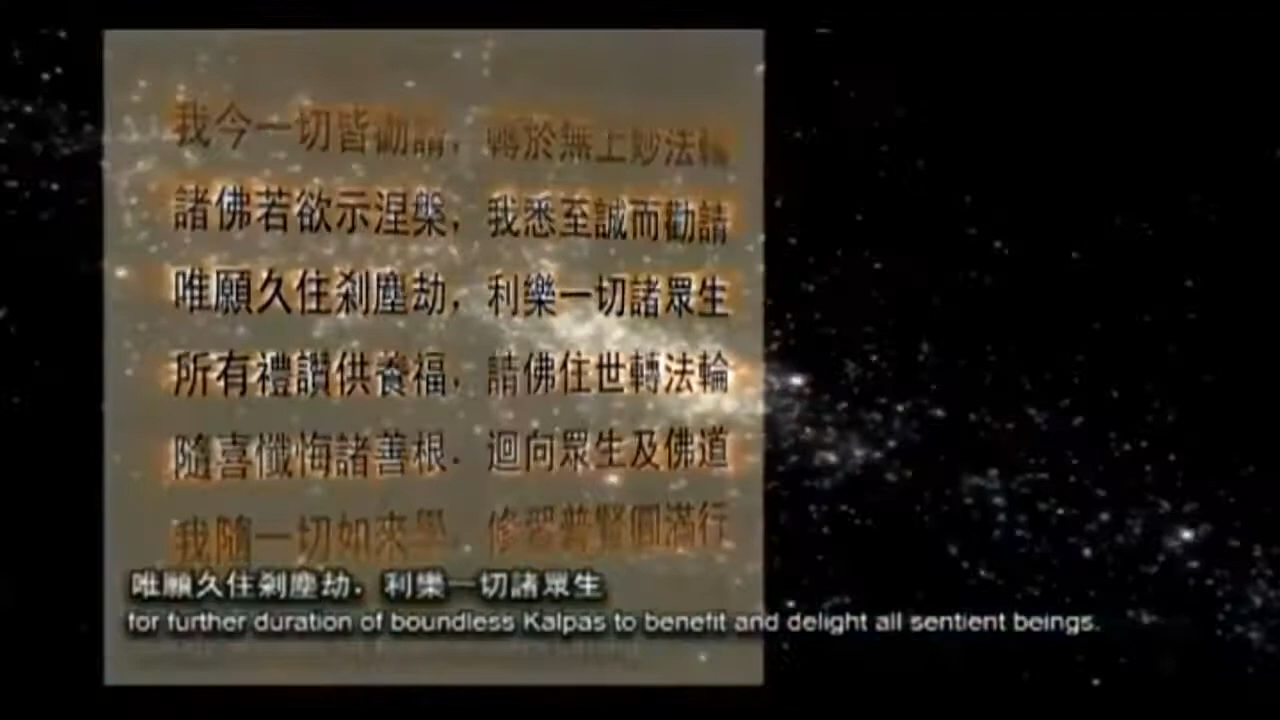 我今一切皆勸請，轉於無上妙法輪
諸佛若欲示涅槃，我悉至誠而勸請
唯願久住剎塵劫，利樂一切諸眾生
所有禮讚供養福，請佛住世轉法輪
隨喜懺悔諸善根，迴向眾生及佛道
我隨一切如來學，修習普賢圓滿行
唯願久住剎塵劫，利樂一切諸眾生
for further duration of boundless Kalpas to benefit and delight all sentient beings.